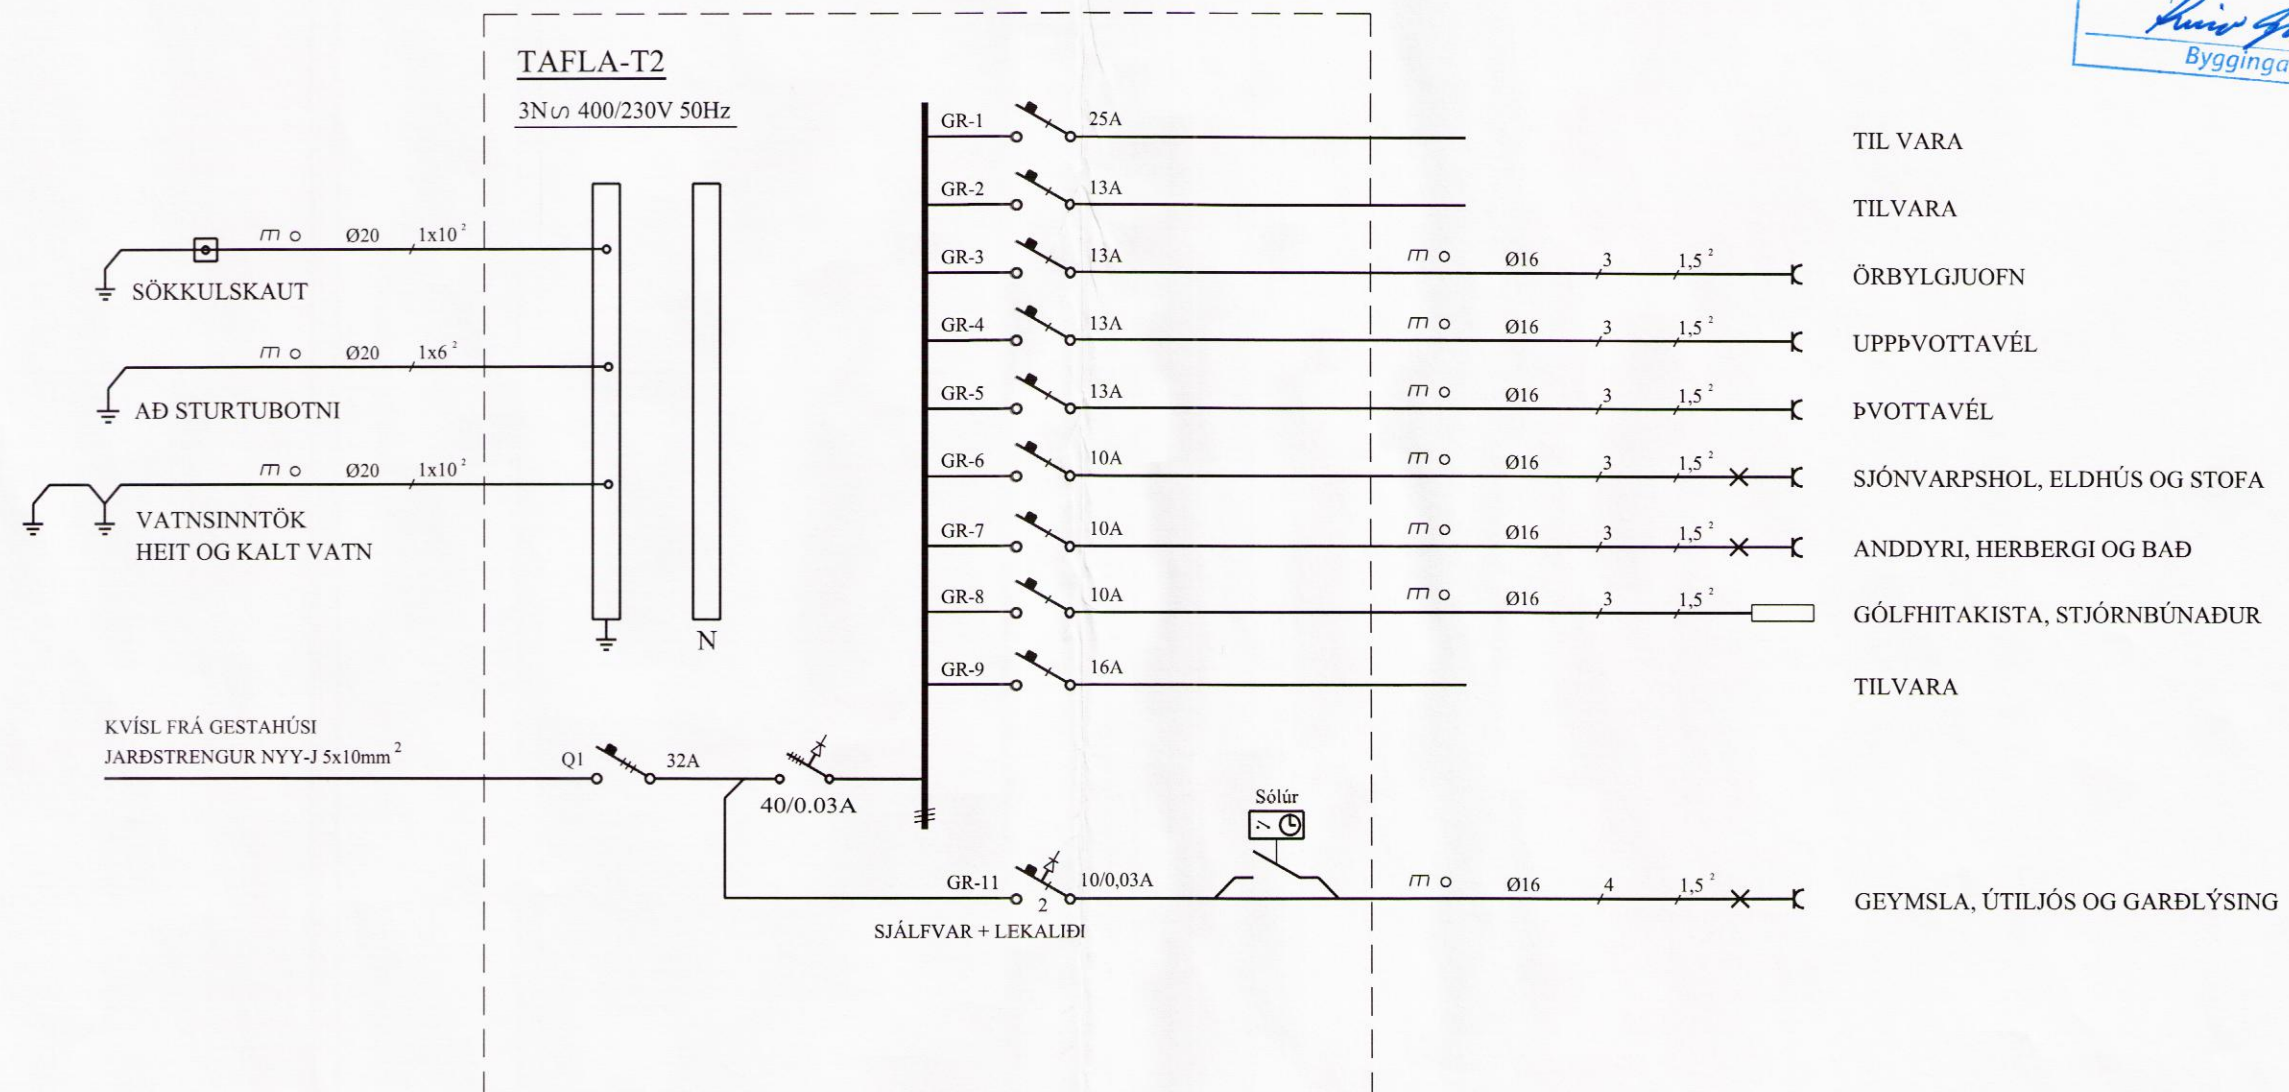 Bygginga
TAFLA-T2
3N 400/230V 50Hz
GR-1 25A TIL VARA
GR-2 13A TILVARA
GR-3 13A Ø16 3 1,5² ÖRBYLGJUOFN
GR-4 13A Ø16 3 1,5² UPPÞVOTTAVÉL
GR-5 13A Ø16 3 1,5² ÞVOTTAVÉL
GR-6 10A Ø16 3 1,5² SJÓNVARPSHOL, ELDHÚS OG STOFA
GR-7 10A Ø16 3 1,5² ANDDYRI, HERBERGI OG BAÐ
GR-8 10A Ø16 3 1,5² GÓLFHITAKISTA, STJÓRNBÚNAÐUR
GR-9 16A TILVARA
Ø20 1x10²
SÖKKULSKAUT
Ø20 1x6²
AÐ STURTUBOTNI
Ø20 1x10²
VATNSINNTÖK
HEIT OG KALT VATN
N
KVÍSL FRÁ GESTAHÚSI
JARÐSTRENGUR NYY-J 5x10mm²
Q1 32A
40/0.03A
Sólúr
GR-11 10/0,03A Ø16 4 1,5² GEYMSLA, ÚTILJÓS OG GARÐLÝSING
2
SJÁLFVAR + LEKALIÐI